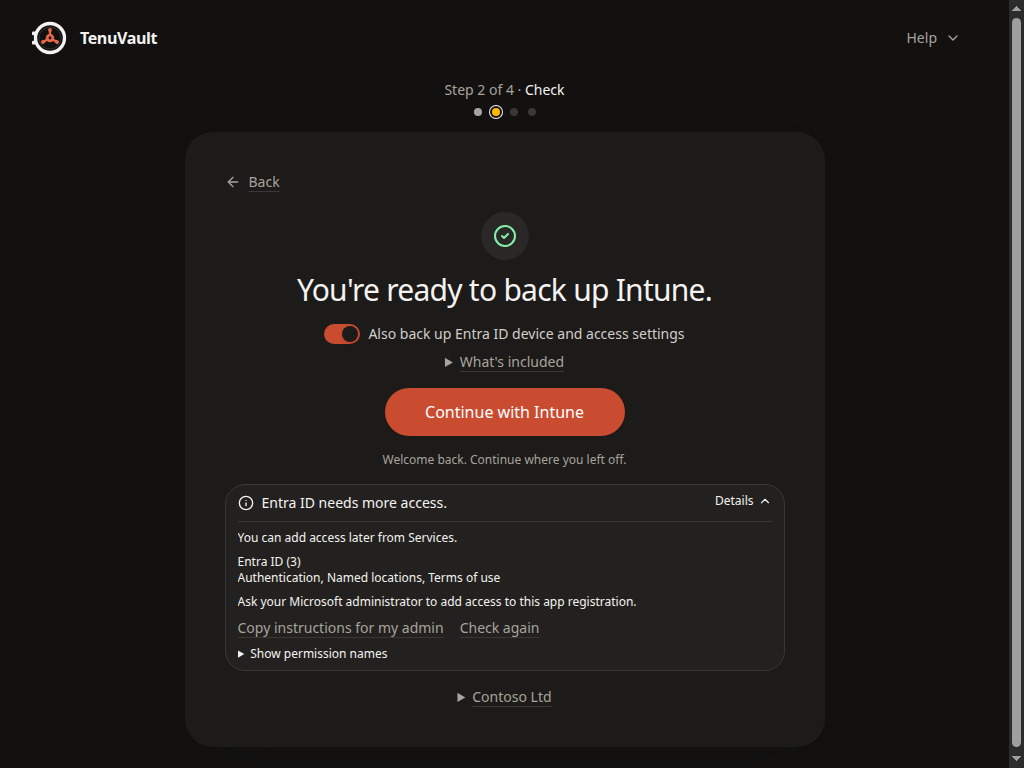 TenuVault
Help
Step 2 of 4 · Check
Back
You're ready to back up Intune.
Also back up Entra ID device and access settings
What's included
Continue with Intune
Welcome back. Continue where you left off.
Entra ID needs more access.
Details
You can add access later from Services.
Entra ID (3)
Authentication, Named locations, Terms of use
Ask your Microsoft administrator to add access to this app registration.
Copy instructions for my admin
Check again
Show permission names
Contoso Ltd